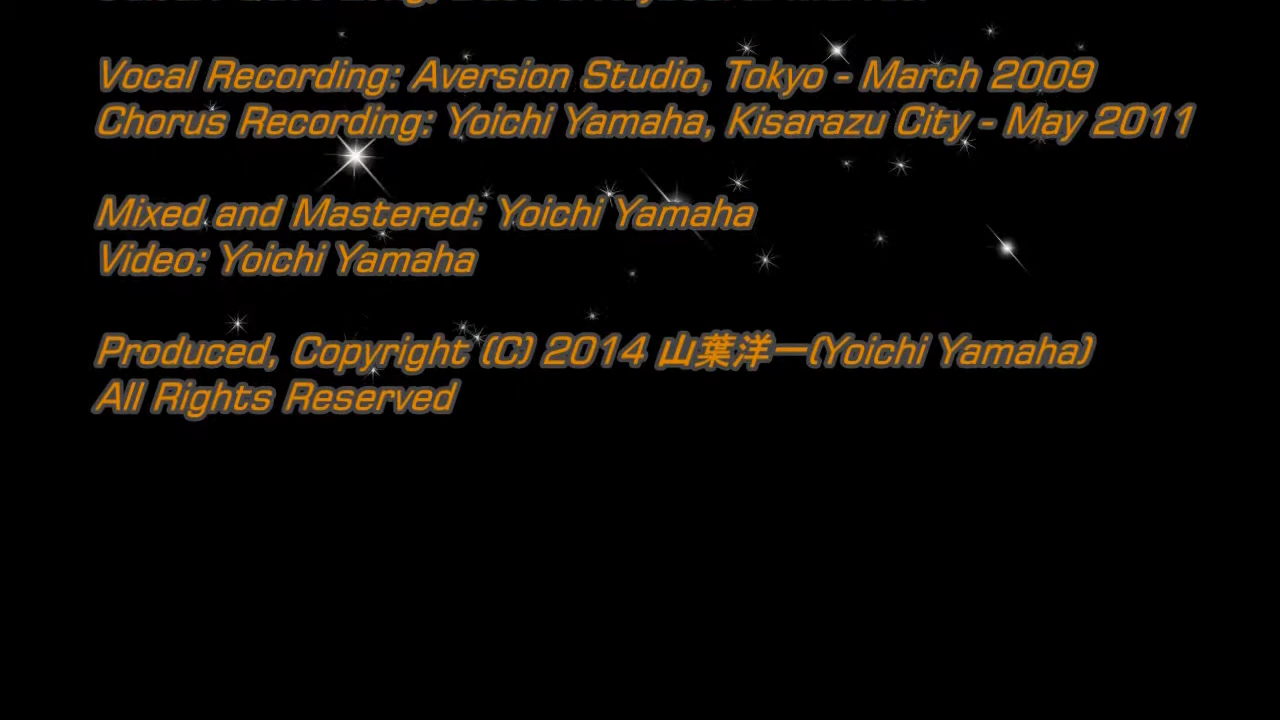 Vocal Recording: Aversion Studio, Tokyo - March 2009
Chorus Recording: Yoichi Yamaha, Kisarazu City - May 2011
Mixed and Mastered: Yoichi Yamaha
Video: Yoichi Yamaha
Produced, Copyright (C) 2014 山葉洋一(Yoichi Yamaha)
All Rights Reserved